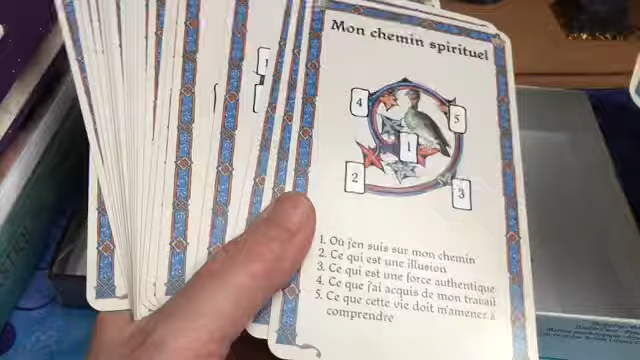 Mon chemin spirituel
4
5
1
2
3
1. Où j'en suis sur mon chemin
2. Ce qui est une illusion
3. Ce qui est une force authentique
4. Ce que j'ai acquis de mon travail
5. Ce que cette vie doit m'amener à
comprendre